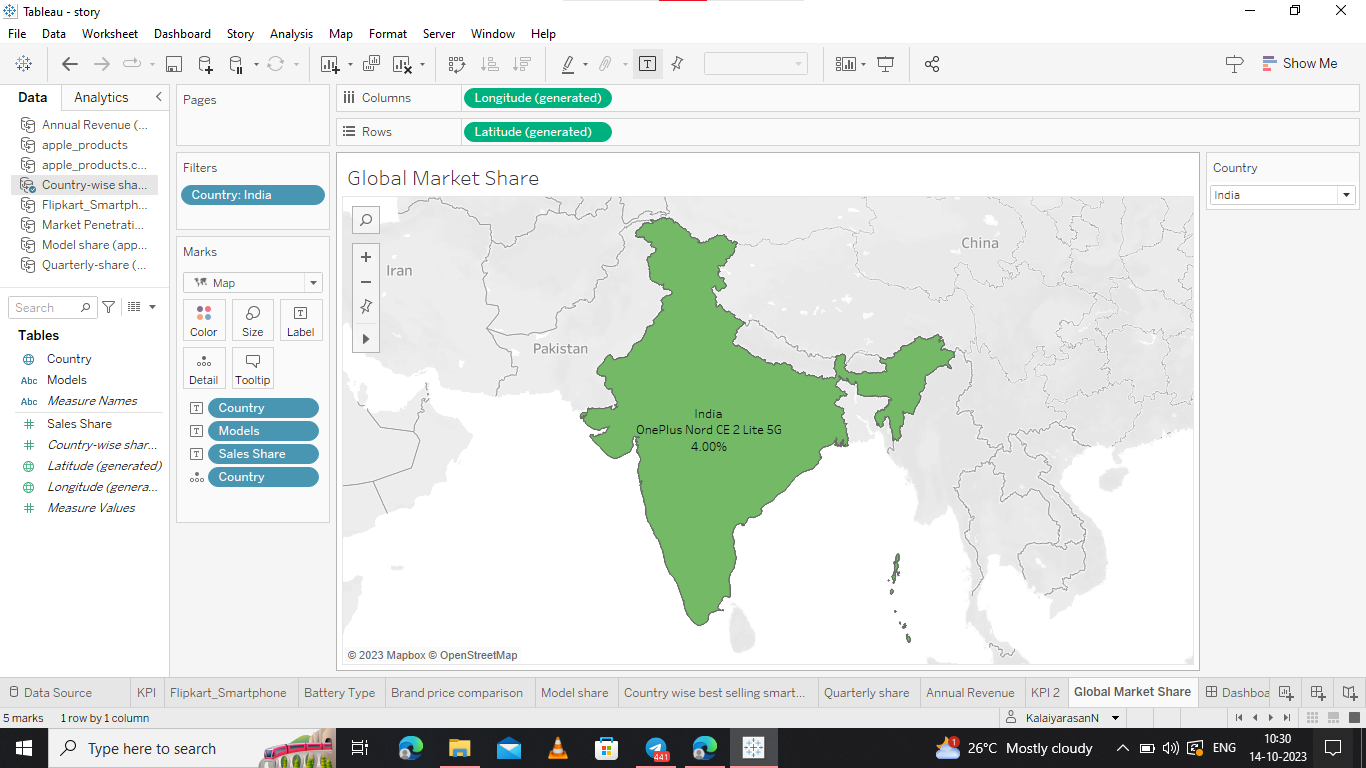 Tableau - story
File Data Worksheet Dashboard Story Analysis Map Format Server Window Help
Show Me
Data Analytics
Annual Revenue (...
apple_products
apple_products.c...
Country-wise sha...
Flipkart_Smartph...
Market Penetrati...
Model share (app...
Quarterly-share (...
Search
Tables
Country
Abc Models
Abc Measure Names
Sales Share
Country-wise shar...
Latitude (generated)
Longitude (genera...
Measure Values
Pages
Filters
Country: India
Marks
Map
Color Size Label
Detail Tooltip
Country
Models
Sales Share
Country
Columns Longitude (generated)
Rows Latitude (generated)
Global Market Share
Iran
China
Pakistan
India
OnePlus Nord CE 2 Lite 5G
4.00%
© 2023 Mapbox © OpenStreetMap
Country
India
Data Source KPI Flipkart_Smartphone Battery Type Brand price comparison Model share Country wise best selling smart... Quarterly share Annual Revenue KPI 2 Global Market Share Dashboa
5 marks 1 row by 1 column KalaiyarasanN
Type here to search
441
1
26°C Mostly cloudy
ENG
10:30
14-10-2023